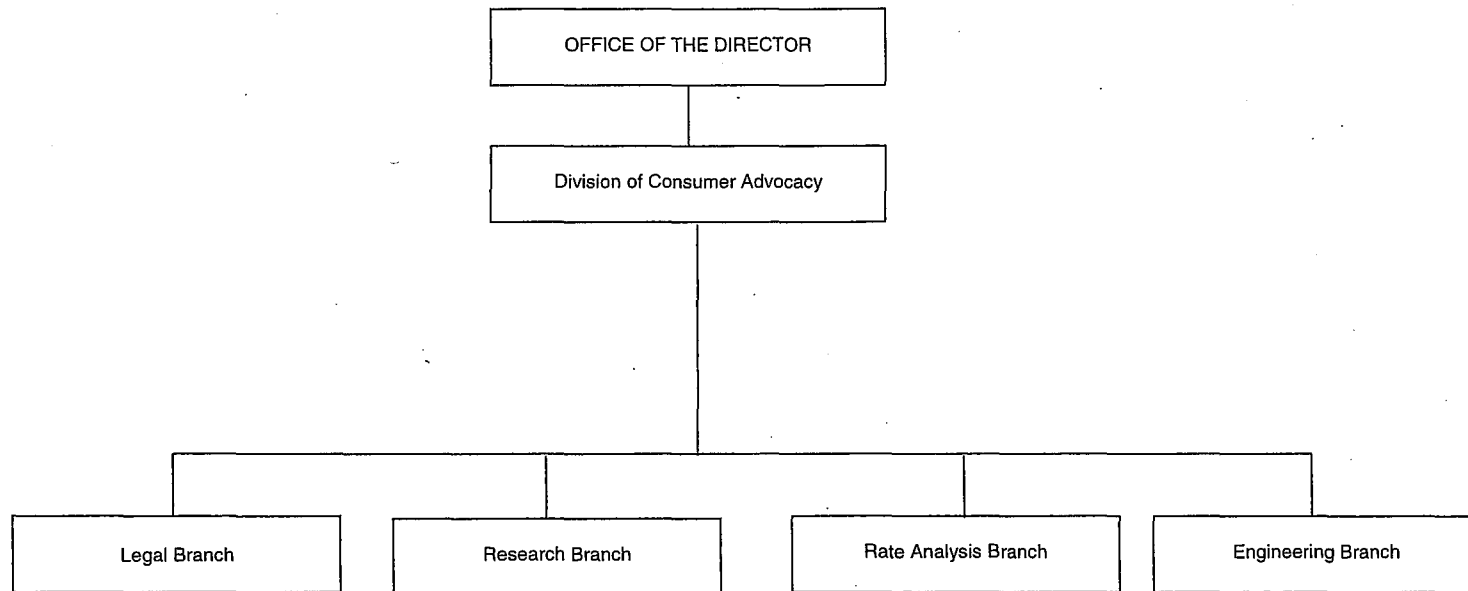 OFFICE OF THE DIRECTOR
Division of Consumer Advocacy
Legal Branch
Research Branch
Rate Analysis Branch
Engineering Branch